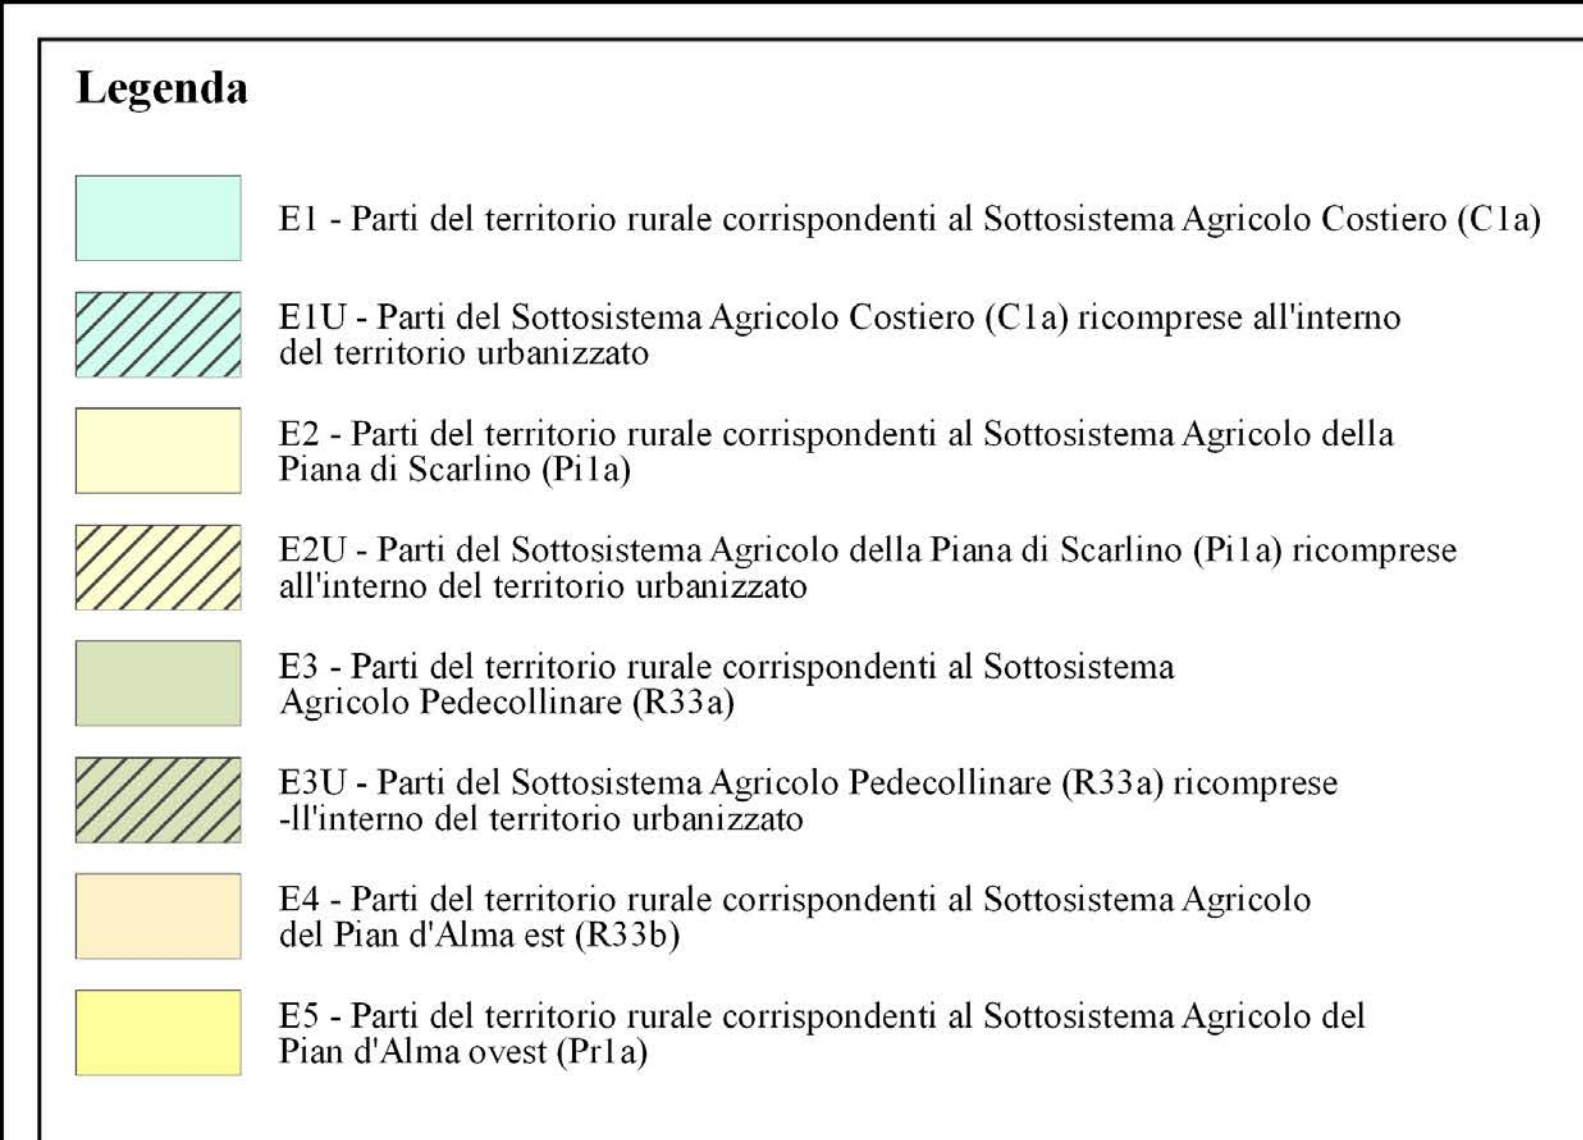 Legenda
E1 - Parti del territorio rurale corrispondenti al Sottosistema Agricolo Costiero (C1a)
E1U - Parti del Sottosistema Agricolo Costiero (C1a) ricomprese all'interno
del territorio urbanizzato
E2 - Parti del territorio rurale corrispondenti al Sottosistema Agricolo della
Piana di Scarlino (Pi1a)
E2U - Parti del Sottosistema Agricolo della Piana di Scarlino (Pi1a) ricomprese
all'interno del territorio urbanizzato
E3 - Parti del territorio rurale corrispondenti al Sottosistema
Agricolo Pedecollinare (R33a)
E3U - Parti del Sottosistema Agricolo Pedecollinare (R33a) ricomprese
-ll'interno del territorio urbanizzato
E4 - Parti del territorio rurale corrispondenti al Sottosistema Agricolo
del Pian d'Alma est (R33b)
E5 - Parti del territorio rurale corrispondenti al Sottosistema Agricolo del
Pian d'Alma ovest (Pr1a)